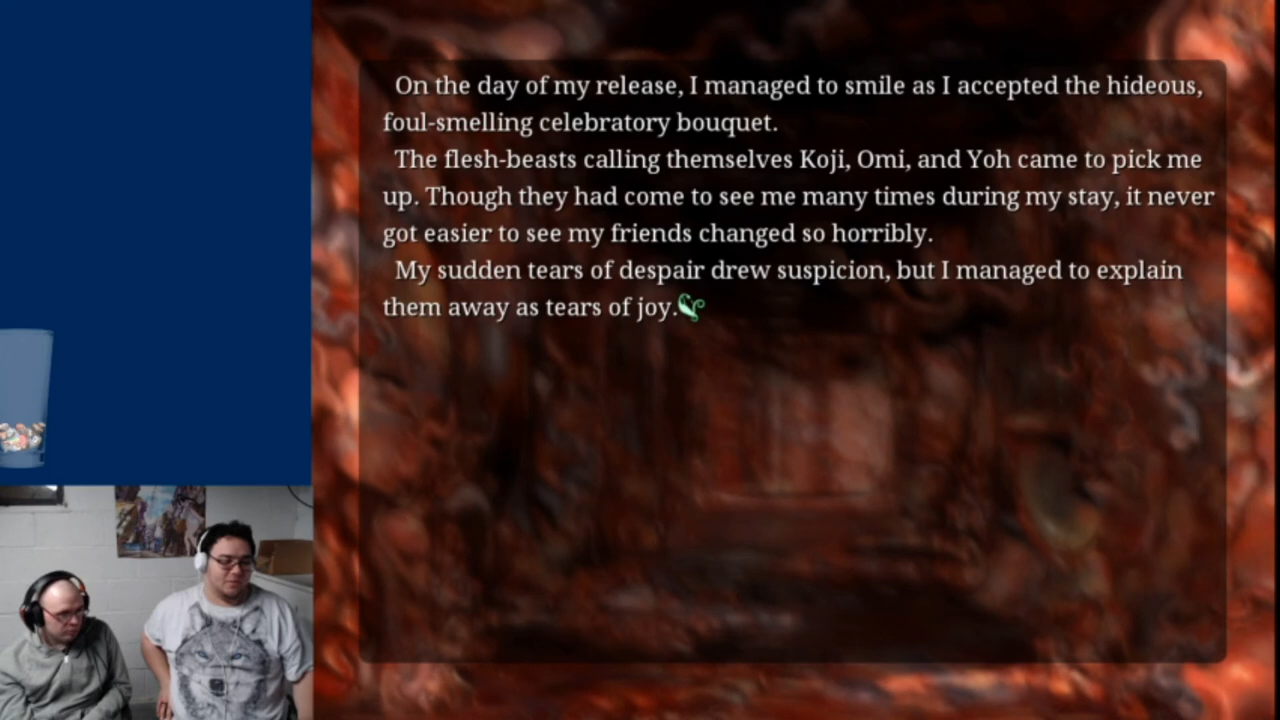 On the day of my release, I managed to smile as I accepted the hideous,
foul-smelling celebratory bouquet.
The flesh-beasts calling themselves Koji, Omi, and Yoh came to pick me
up. Though they had come to see me many times during my stay, it never
got easier to see my friends changed so horribly.
My sudden tears of despair drew suspicion, but I managed to explain
them away as tears of joy.